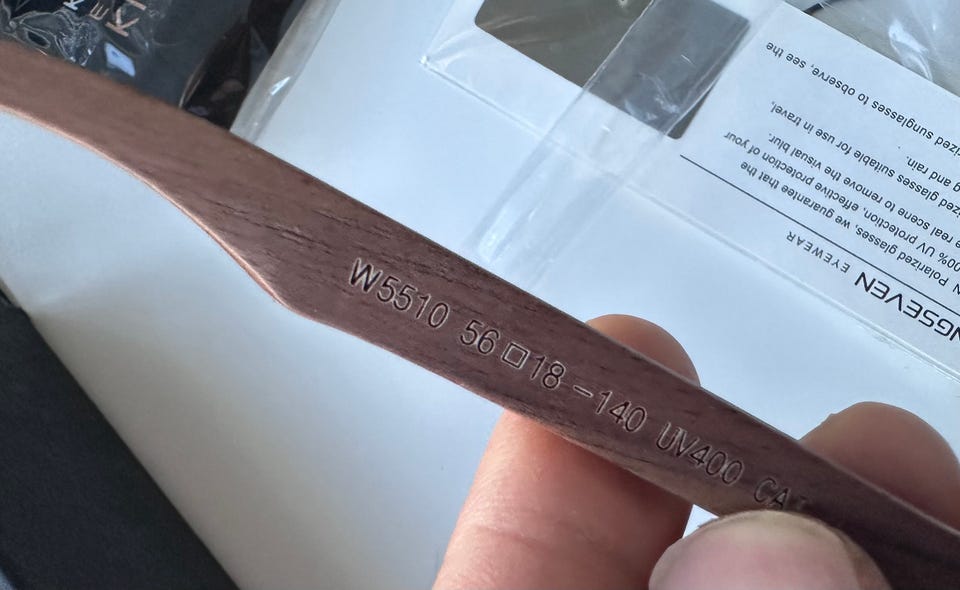 W5510 56□18-140 UV400
NGSEVEN EYEWEAR
Polarized glasses, we guarantee that the
00% UV protection, effective protection of your
real scene to remove the visual blur.
ized glasses suitable for use in travel,
and rain.
rized sunglasses to observe, see the